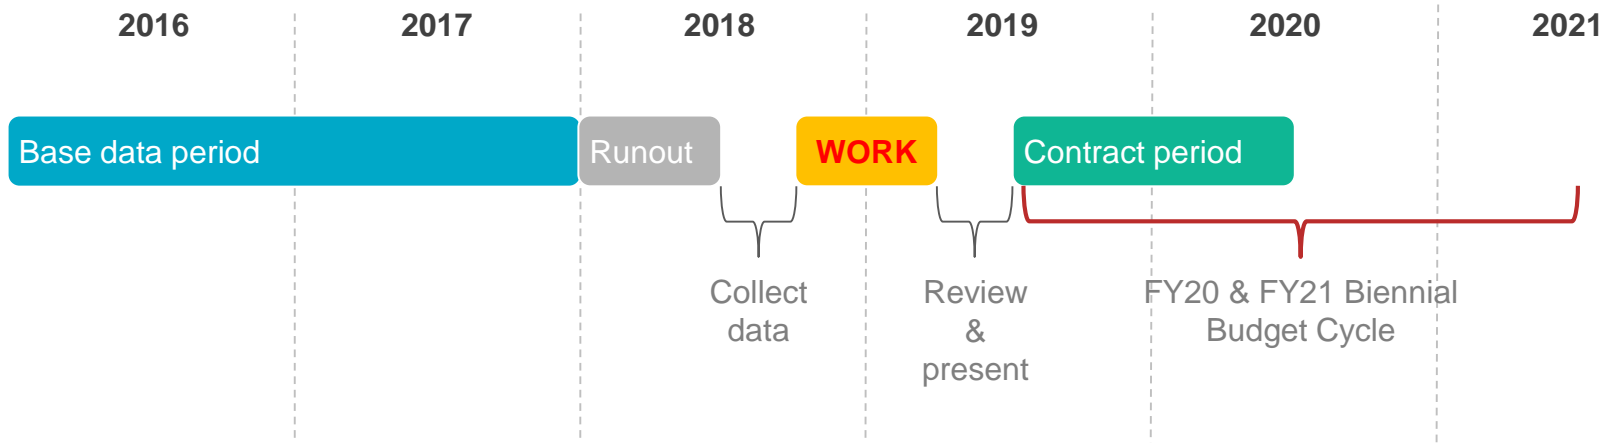 2016 2017 2018 2019 2020 2021
Base data period Runout WORK Contract period
Collect
data
Review
&
present
FY20 & FY21 Biennial
Budget Cycle